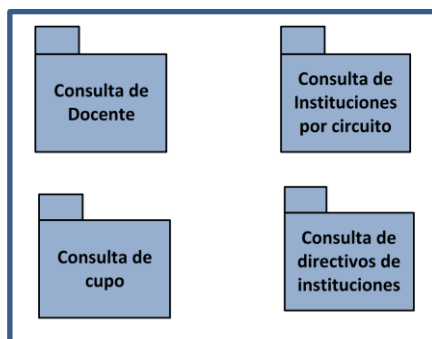 Consulta de
Docente
Consulta de
Instituciones
por circuito
Consulta de
cupo
Consulta de
directivos de
instituciones